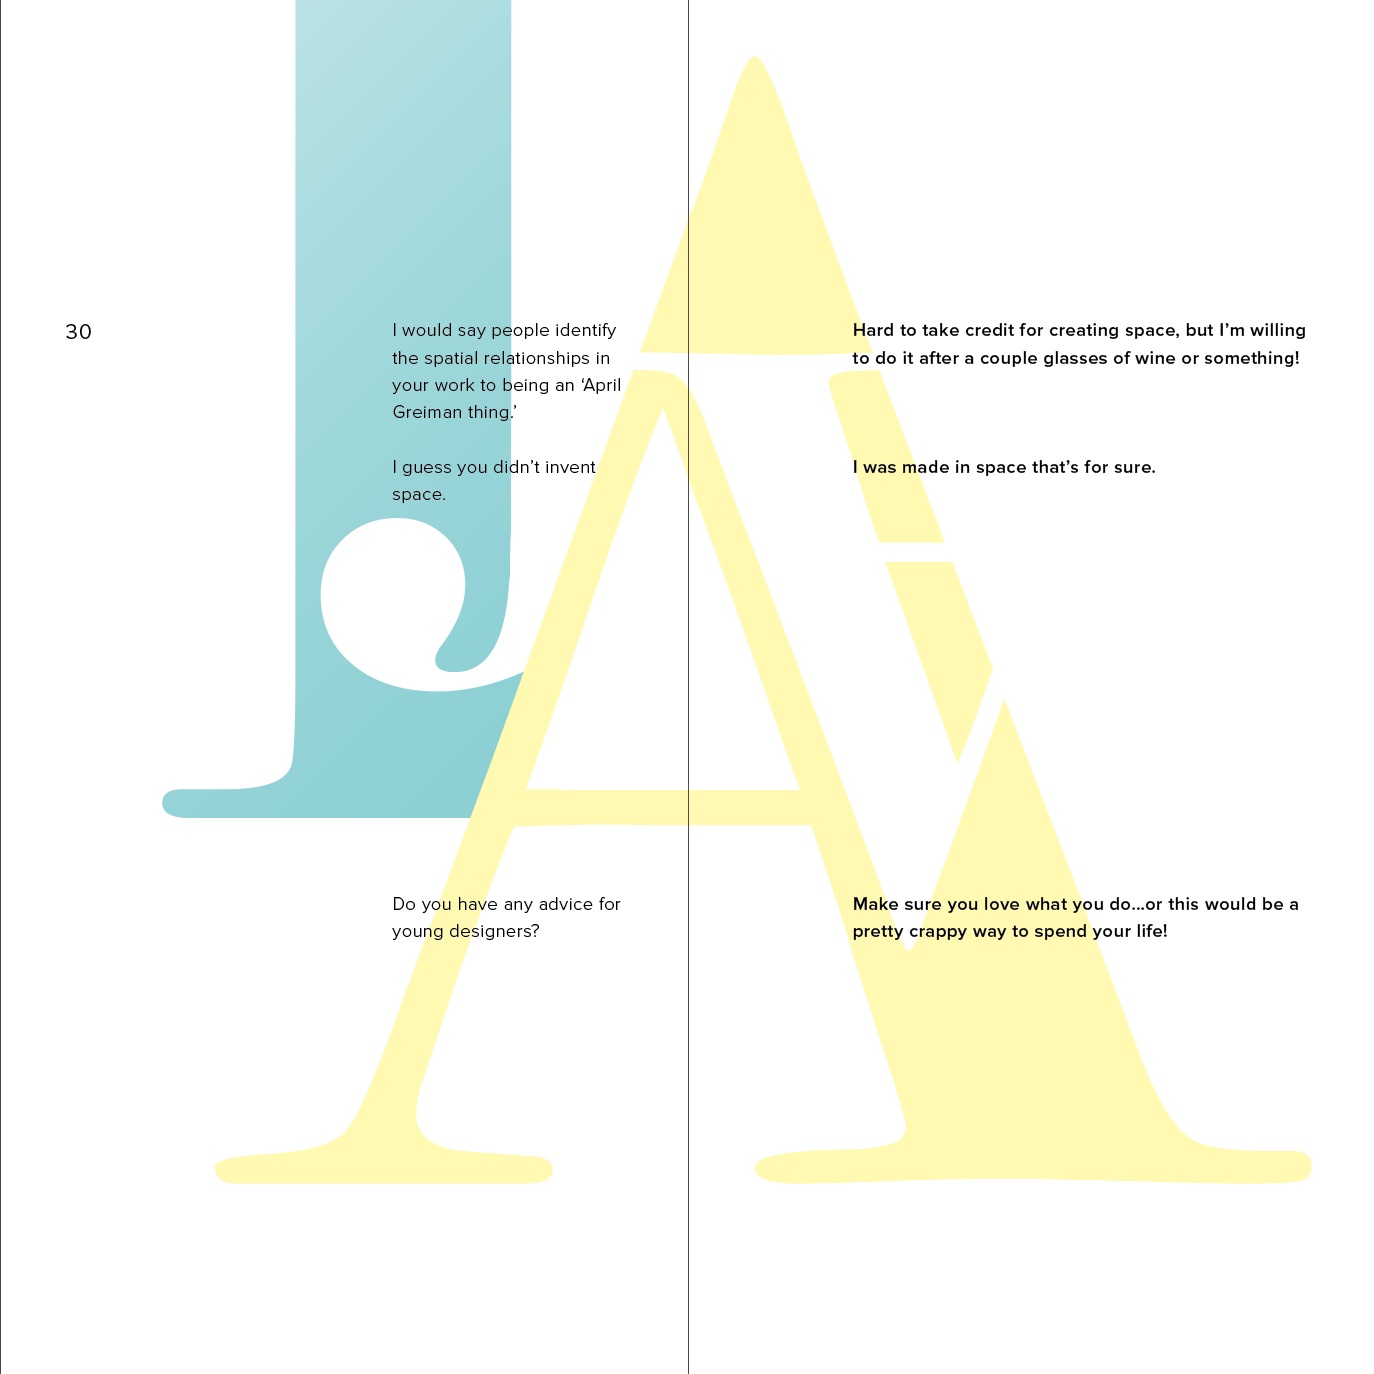 30
I would say people identify
the spatial relationships in
your work to being an ‘April
Greiman thing.’
Hard to take credit for creating space, but I’m willing
to do it after a couple glasses of wine or something!
I guess you didn’t invent
space.
I was made in space that’s for sure.
Do you have any advice for
young designers?
Make sure you love what you do...or this would be a
pretty crappy way to spend your life!
A